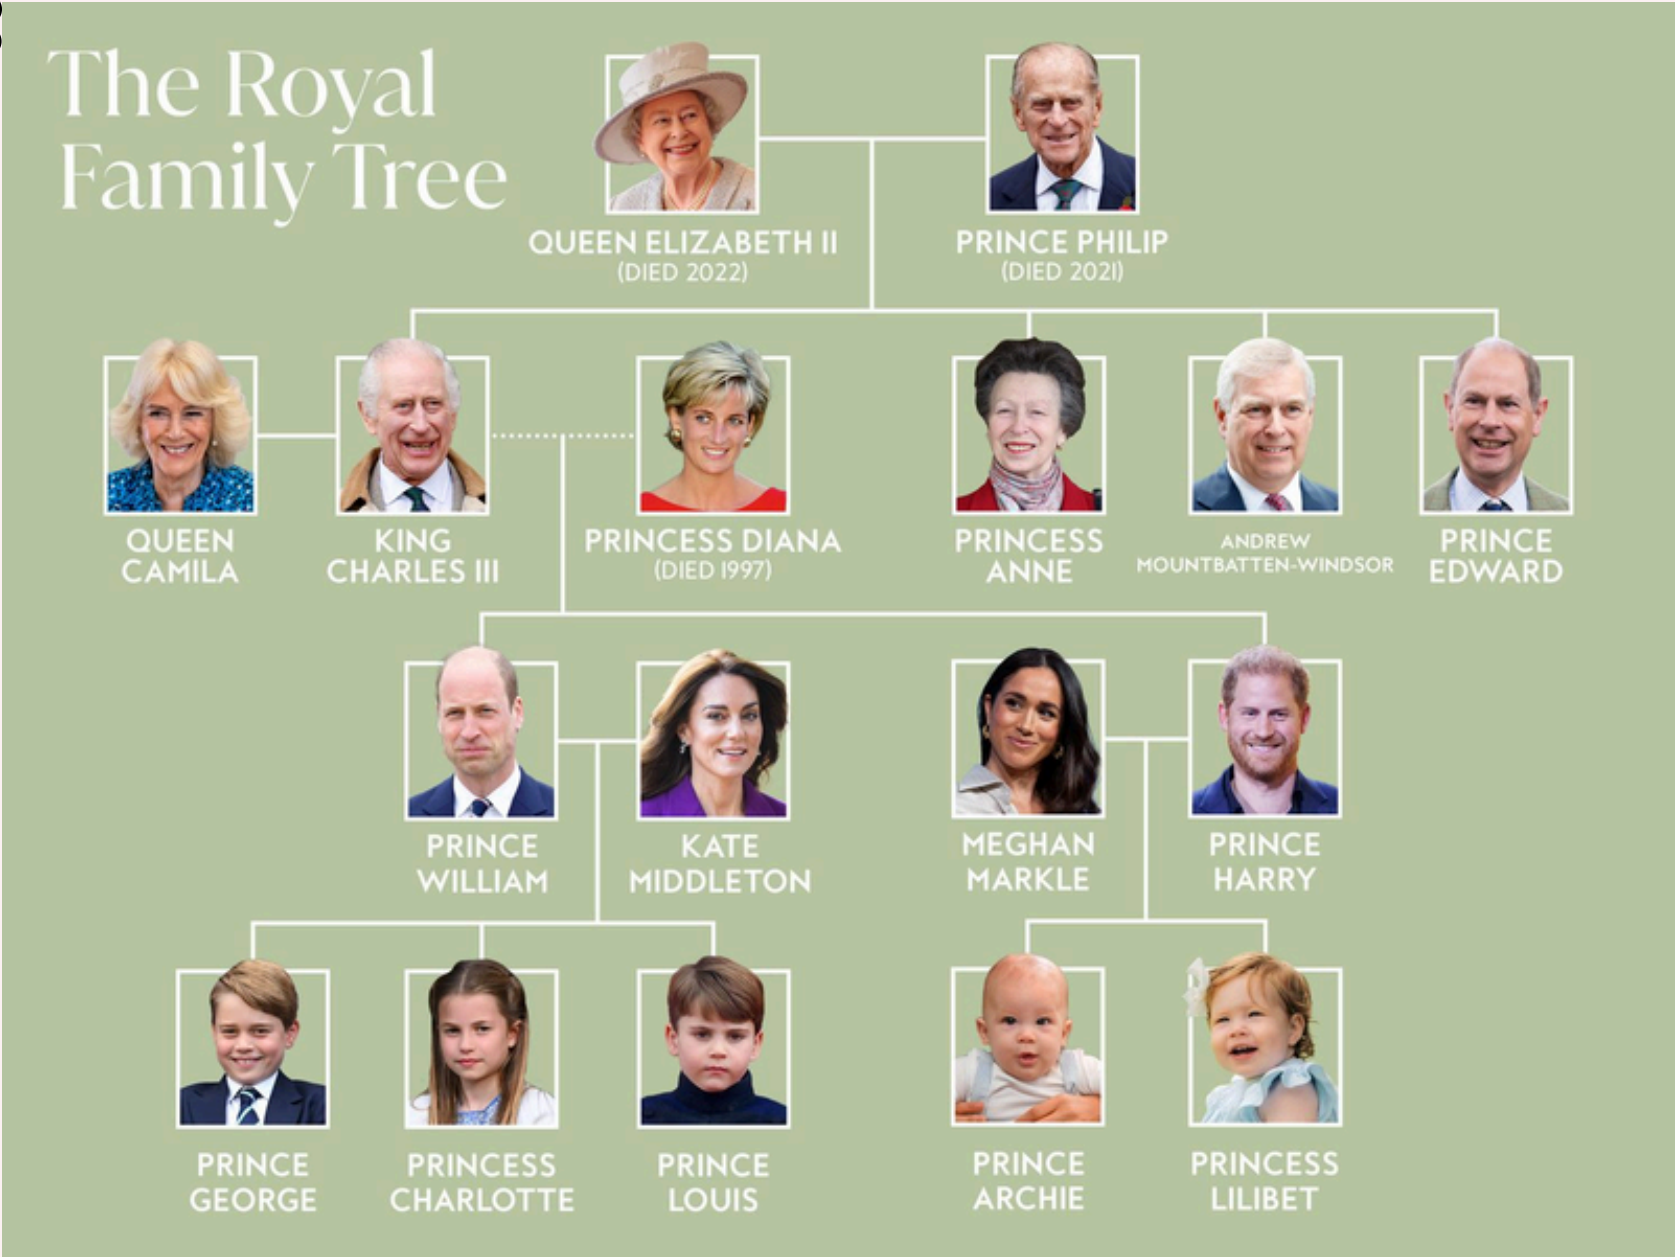 The Royal
Family Tree
QUEEN ELIZABETH II
(DIED 2022)
PRINCE PHILIP
(DIED 2021)
QUEEN
CAMILA
KING
CHARLES III
PRINCESS DIANA
(DIED 1997)
PRINCESS
ANNE
ANDREW
MOUNTBATTEN-WINDSOR
PRINCE
EDWARD
PRINCE
WILLIAM
KATE
MIDDLETON
MEGHAN
MARKLE
PRINCE
HARRY
PRINCE
GEORGE
PRINCESS
CHARLOTTE
PRINCE
LOUIS
PRINCE
ARCHIE
PRINCESS
LILIBET